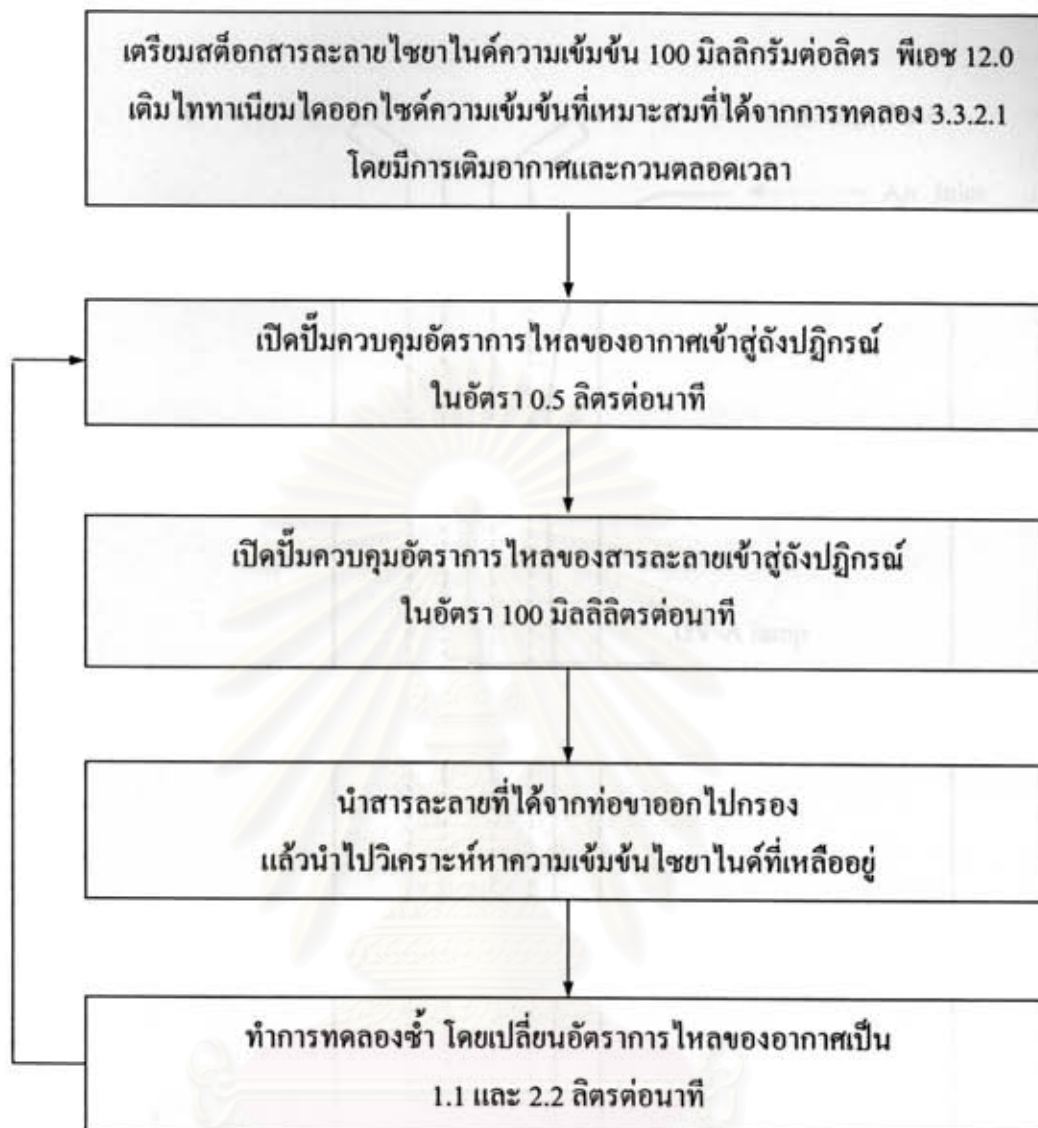 เตรียมสต็อกสารละลายไซยาไนด์ความเข้มข้น 100 มิลลิกรัมต่อลิตร พีเอช 12.0
เติมไททาเนียมไดออกไซด์ความเข้มข้นที่เหมาะสมที่ได้จากการทดลอง 3.3.2.1
โดยมีการเติมอากาศและกวนตลอดเวลา
เปิดปั๊มควบคุมอัตราการไหลของอากาศเข้าสู่ถังปฏิกรณ์
ในอัตรา 0.5 ลิตรต่อนาที
เปิดปั๊มควบคุมอัตราการไหลของสารละลายเข้าสู่ถังปฏิกรณ์
ในอัตรา 100 มิลลิลิตรต่อนาที
นำสารละลายที่ได้จากท่อขาออกไปกรอง
แล้วนำไปวิเคราะห์หาความเข้มข้นไซยาไนด์ที่เหลืออยู่
ทำการทดลองซ้ำ โดยเปลี่ยนอัตราการไหลของอากาศเป็น
1.1 และ 2.2 ลิตรต่อนาที